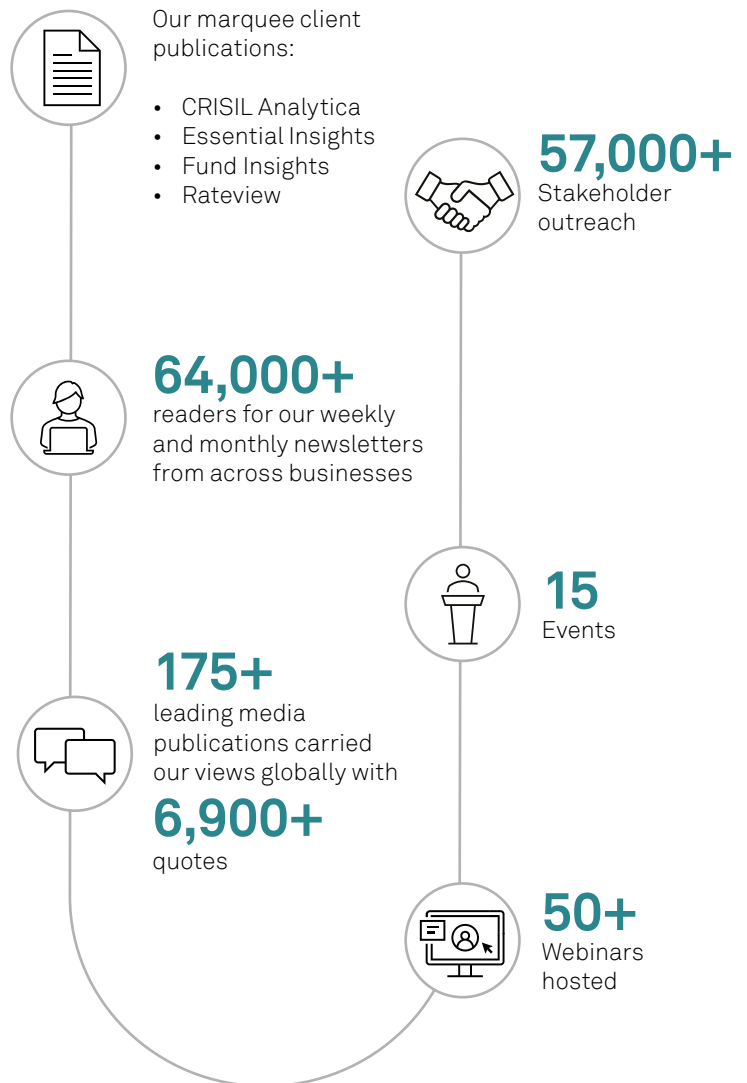 Our marquee client
publications:
• CRISIL Analytica
• Essential Insights
• Fund Insights
• Rateview
64,000+
readers for our weekly
and monthly newsletters
from across businesses
175+
leading media
publications carried
our views globally with
6,900+
quotes
57,000+
Stakeholder
outreach
15
Events
50+
Webinars
hosted